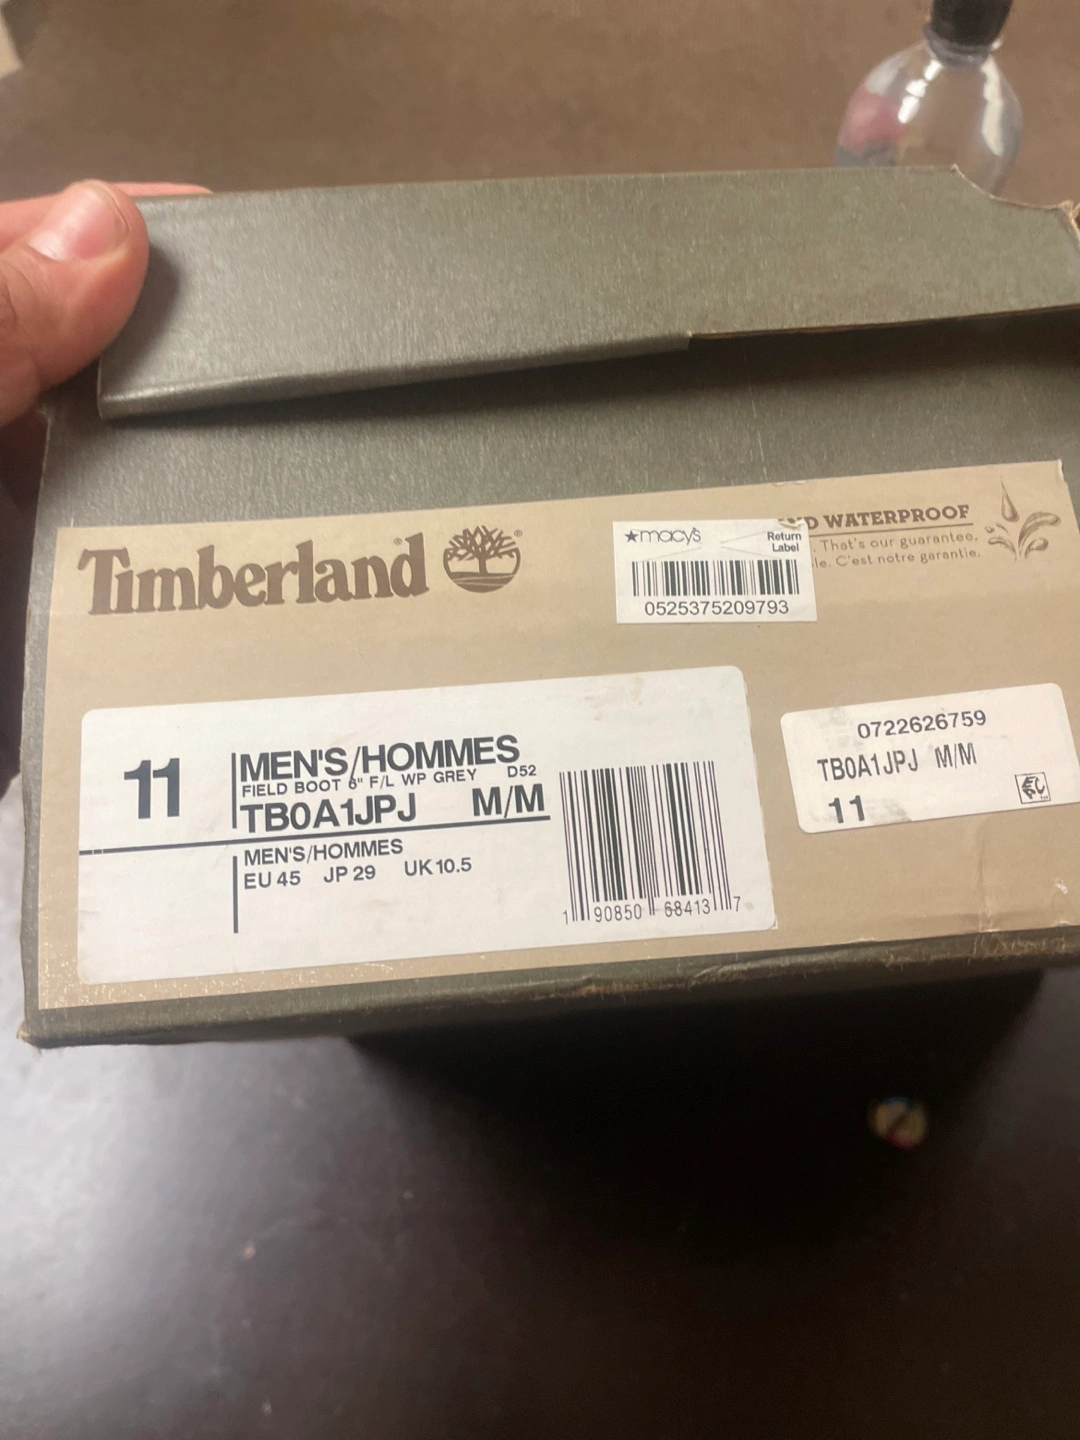 Timberland®
®
★macy's
Return
Label
0525375209793
D WATERPROOF
. That's our guarantee.
le. C'est notre garantie.
11
MEN'S/HOMMES
FIELD BOOT 6" F/L WP GREY D52
TB0A1JPJ M/M
MEN'S/HOMMES
EU 45 JP 29 UK 10.5
1 90850 68413 7
0722626759
TB0A1JPJ M/M
11